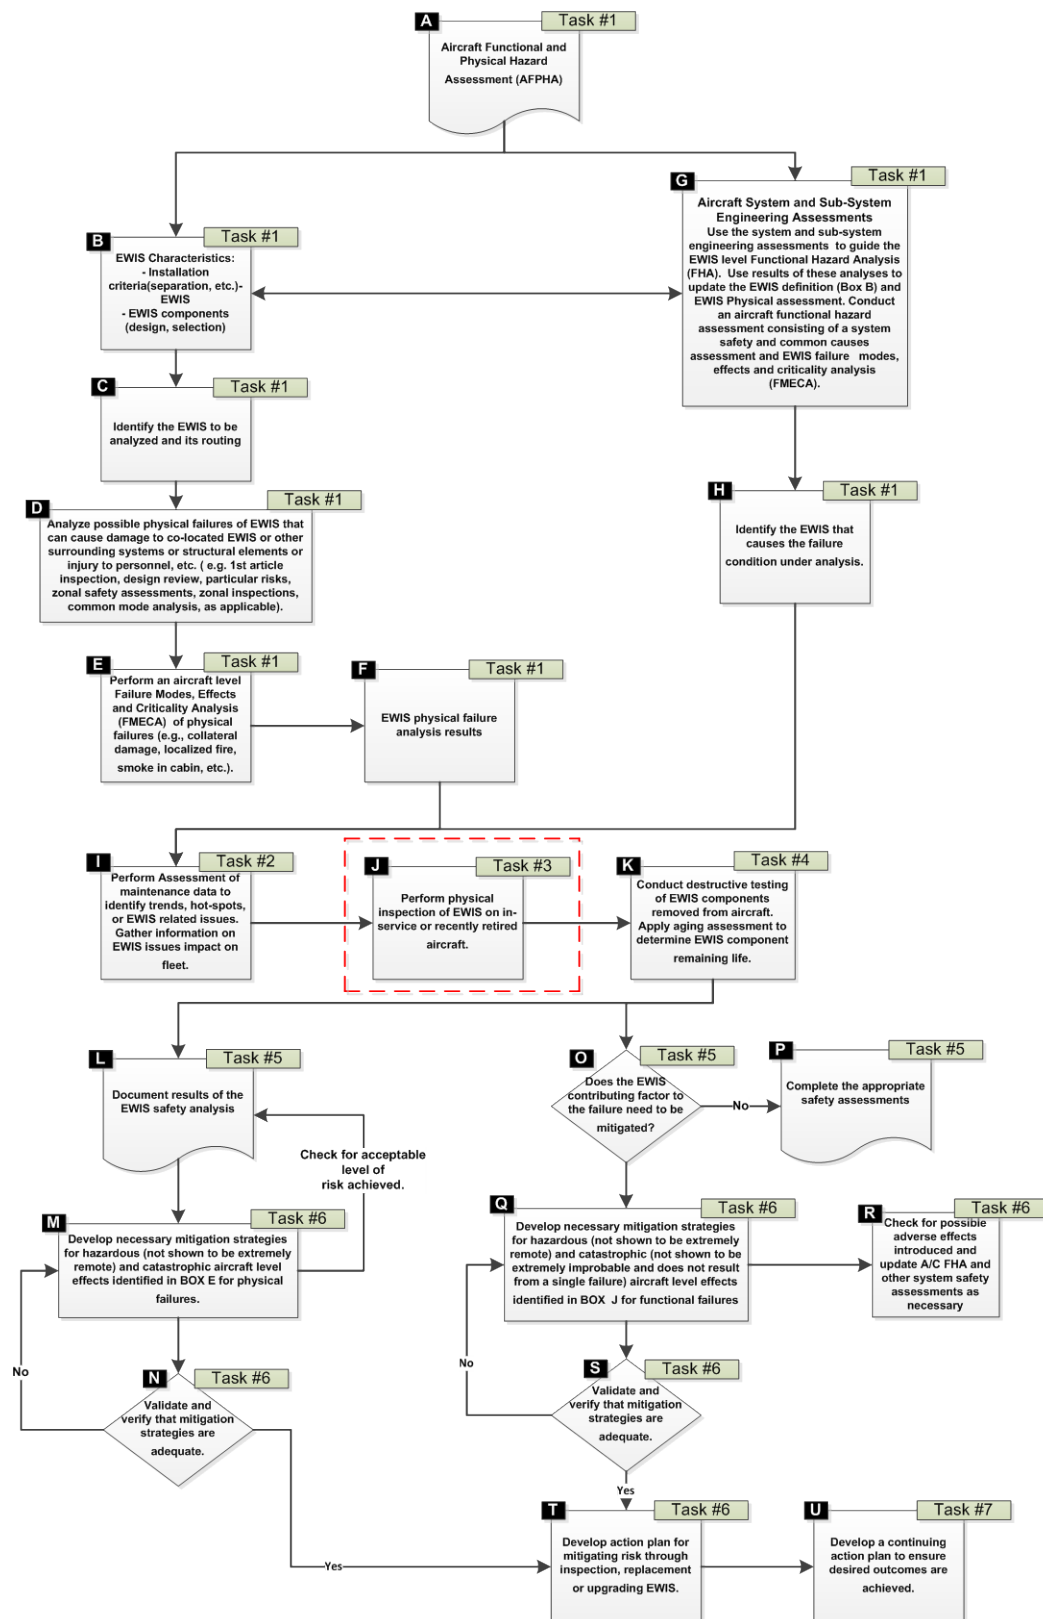 A
Task #1
Aircraft Functional and
Physical Hazard
Assessment (AFPHA)
B
Task #1
EWIS Characteristics:
- Installation
criteria(separation, etc.)-
EWIS
- EWIS components
(design, selection)
G
Task #1
Aircraft System and Sub-System
Engineering Assessments
Use the system and sub-system
engineering assessments to guide the
EWIS level Functional Hazard Analysis
(FHA). Use results of these analyses to
update the EWIS definition (Box B) and
EWIS Physical assessment. Conduct
an aircraft functional hazard
assessment consisting of a system
safety and common causes
assessment and EWIS failure modes,
effects and criticality analysis
(FMECA).
C
Task #1
Identify the EWIS to be
analyzed and its routing
D
Task #1
Analyze possible physical failures of EWIS that
can cause damage to co-located EWIS or other
surrounding systems or structural elements or
injury to personnel, etc. ( e.g. 1st article
inspection, design review, particular risks,
zonal safety assessments, zonal inspections,
common mode analysis, as applicable).
H
Task #1
Identify the EWIS that
causes the failure
condition under analysis.
E
Task #1
Perform an aircraft level
Failure Modes, Effects
and Criticality Analysis
(FMECA) of physical
failures (e.g., collateral
damage, localized fire,
smoke in cabin, etc.).
F
Task #1
EWIS physical failure
analysis results
I
Task #2
Perform Assessment of
maintenance data to
identify trends, hot-spots,
or EWIS related issues.
Gather information on
EWIS issues impact on
fleet.
J
Task #3
Perform physical
inspection of EWIS on in-
service or recently retired
aircraft.
K
Task #4
Conduct destructive testing
of EWIS components
removed from aircraft.
Apply aging assessment to
determine EWIS component
remaining life.
L
Task #5
Document results of the
EWIS safety analysis
Check for acceptable
level of
risk achieved.
O
Task #5
Does the EWIS
contributing factor to
the failure need to be
mitigated?
No
P
Task #5
Complete the appropriate
safety assessments
M
Task #6
Develop necessary mitigation strategies
for hazardous (not shown to be extremely
remote) and catastrophic aircraft level
effects identified in BOX E for physical
failures.
No
Q
Task #6
Develop necessary mitigation strategies for
hazardous (not shown to be extremely
remote) and catastrophic (not shown to be
extremely improbable and does not result
from a single failure) aircraft level effects
identified in BOX J for functional failures
No
R
Task #6
Check for possible
adverse effects
introduced and
update A/C FHA and
other system safety
assessments as
necessary
N
Task #6
Validate and
verify that mitigation
strategies are
adequate.
Yes
S
Task #6
Validate and
verify that mitigation
strategies are
adequate.
Yes
T
Task #6
Develop action plan for
mitigating risk through
inspection, replacement
or upgrading EWIS.
U
Task #7
Develop a continuing
action plan to ensure
desired outcomes are
achieved.